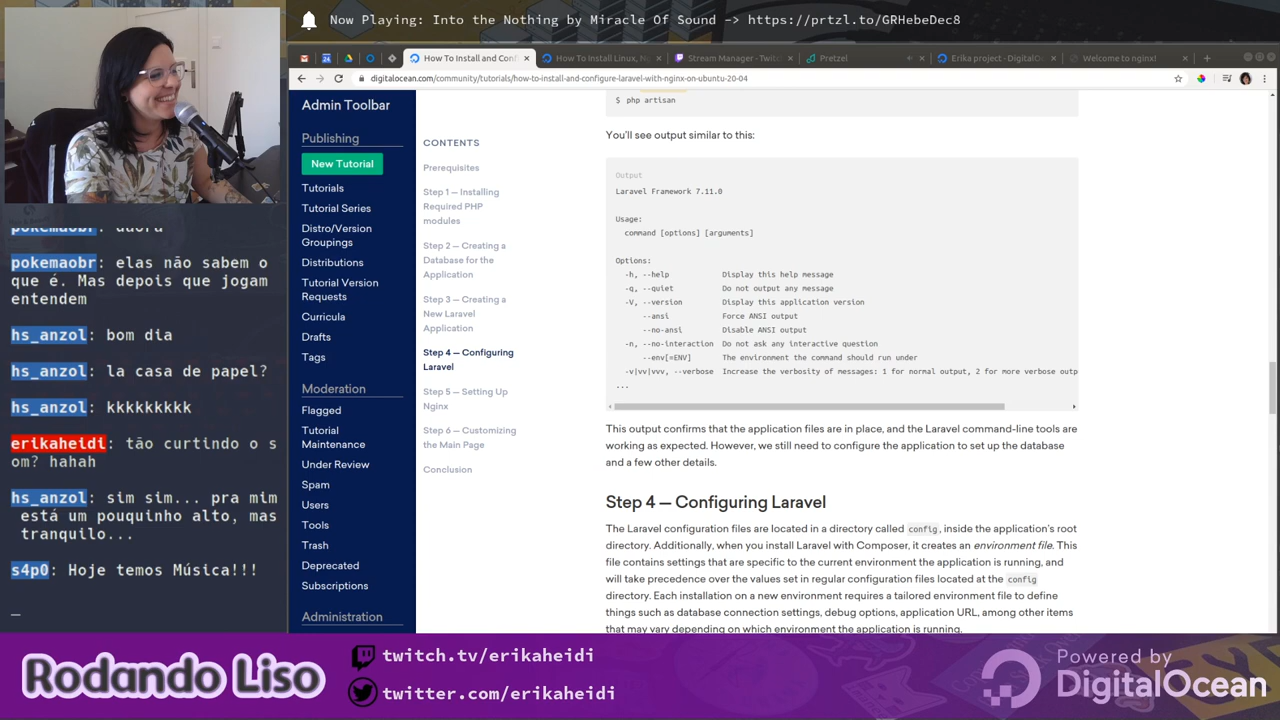 Now Playing: Into the Nothing by Miracle Of Sound -> https://prtzl.to/GRHebeDec8
How To Install and Conf
How To Install Linux, N
Stream Manager - Twitc
Pretzel
Erika project - DigitalO
Welcome to nginx!
digitalocean.com/community/tutorials/how-to-install-and-configure-laravel-with-nginx-on-ubuntu-20-04
Admin Toolbar
Publishing
New Tutorial
Tutorials
Tutorial Series
Distro/Version
Groupings
Distributions
Tutorial Version
Requests
Curricula
Drafts
Tags
Moderation
Flagged
Tutorial
Maintenance
Under Review
Spam
Users
Tools
Trash
Deprecated
Subscriptions
Administration
CONTENTS
Prerequisites
Step 1 — Installing
Required PHP
modules
Step 2 — Creating a
Database for the
Application
Step 3 — Creating a
New Laravel
Application
Step 4 — Configuring
Laravel
Step 5 — Setting Up
Nginx
Step 6 — Customizing
the Main Page
Conclusion
$ php artisan
You'll see output similar to this:
Output
Laravel Framework 7.11.0
Usage:
command [options] [arguments]
Options:
-h, --help Display this help message
-q, --quiet Do not output any message
-V, --version Display this application version
--ansi Force ANSI output
--no-ansi Disable ANSI output
-n, --no-interaction Do not ask any interactive question
--env[=ENV] The environment the command should run under
-v|vv|vvv, --verbose Increase the verbosity of messages: 1 for normal output, 2 for more verbose outp
...
This output confirms that the application files are in place, and the Laravel command-line tools are
working as expected. However, we still need to configure the application to set up the database
and a few other details.
Step 4 — Configuring Laravel
The Laravel configuration files are located in a directory called config, inside the application's root
directory. Additionally, when you install Laravel with Composer, it creates an environment file. This
file contains settings that are specific to the current environment the application is running, and
will take precedence over the values set in regular configuration files located at the config
directory. Each installation on a new environment requires a tailored environment file to define
things such as database connection settings, debug options, application URL, among other items
that may vary depending on which environment the application is running.
pokemaobr: daora
pokemaobr: elas não sabem o
que é. Mas depois que jogam
entendem
hs_anzol: bom dia
hs_anzol: la casa de papel?
hs_anzol: kkkkkkkkk
erikaheidi: tão curtindo o s
om? hahah
hs_anzol: sim sim... pra m
está um pouquinho alto, mas
tranquilo...
s4p0: Hoje temos Música!!!
Rodando Liso
twitch.tv/erikaheidi
twitter.com/erikaheidi
Powered by
DigitalOcean